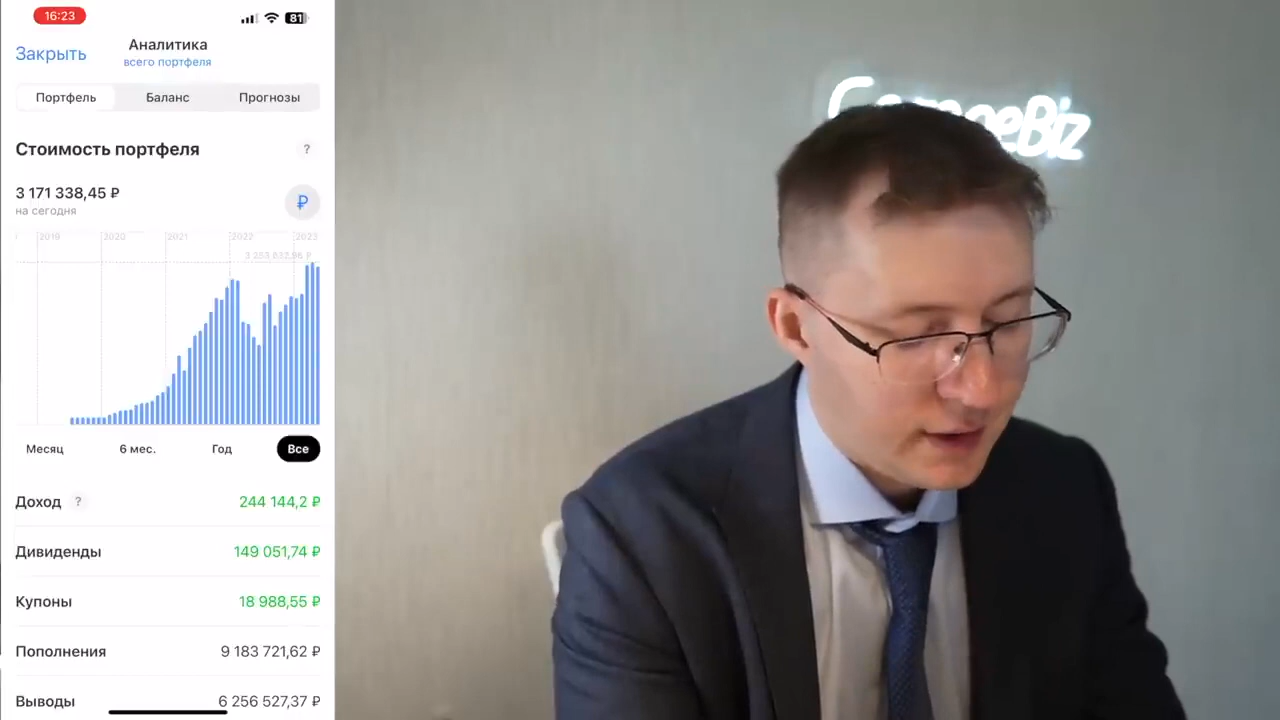 16:23
81
Закрыть
Аналитика
всего портфеля
Портфель
Баланс
Прогнозы
Стоимость портфеля
?
3 171 338,45 ₽
на сегодня
₽
2019
2020
2021
2022
2023
Месяц
6 мес.
Год
Все
Доход ?
244 144,2 ₽
Дивиденды
149 051,74 ₽
Купоны
18 988,55 ₽
Пополнения
9 183 721,62 ₽
Выводы
6 256 527,37 ₽